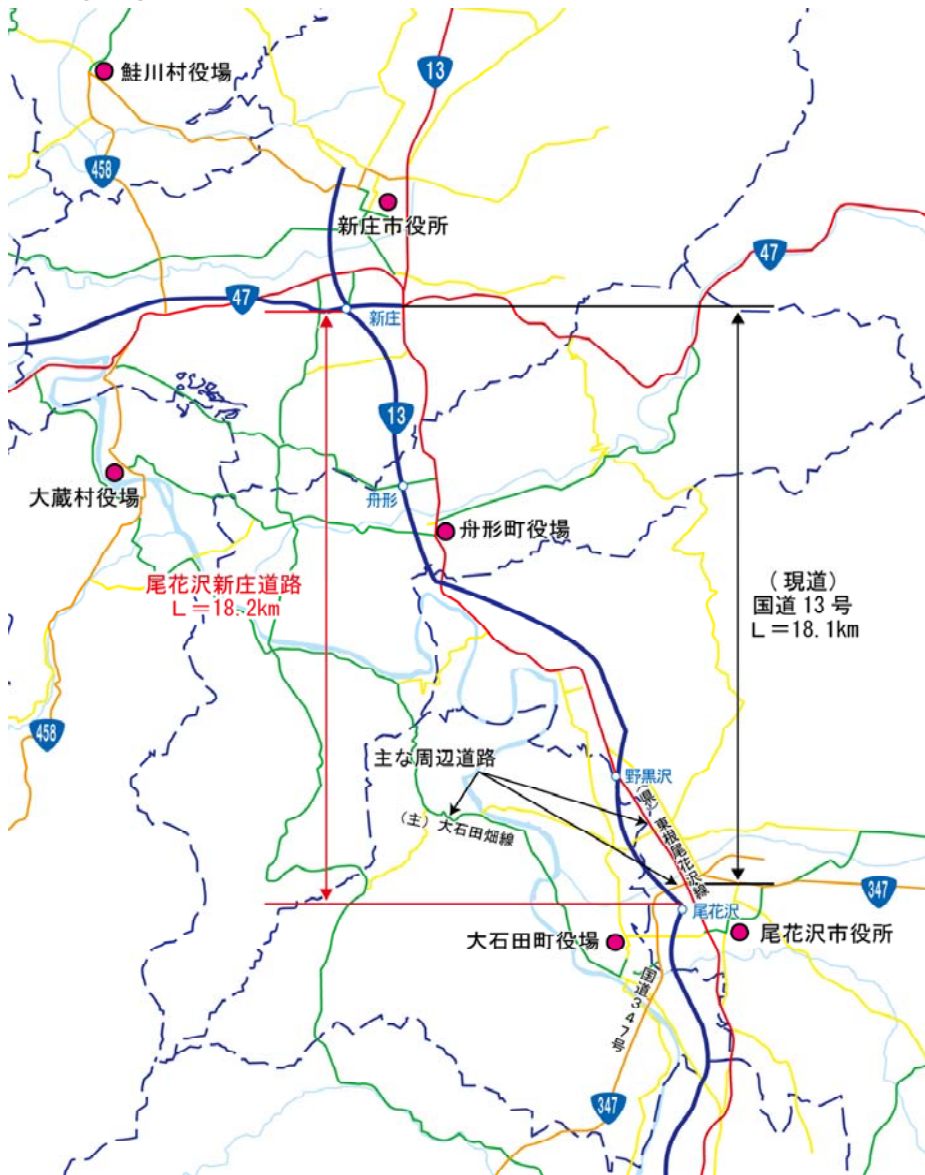 鮭川村役場
13
458
新庄市役所
47
47
新庄
13
大蔵村役場
舟形
舟形町役場
尾花沢新庄道路
L=18.2km
(現道)
国道13号
L=18.1km
458
主な周辺道路
野黒沢
(主)大石田畑線
(県)東根尾花沢線
347
尾花沢
大石田町役場
尾花沢市役所
国道347号
347